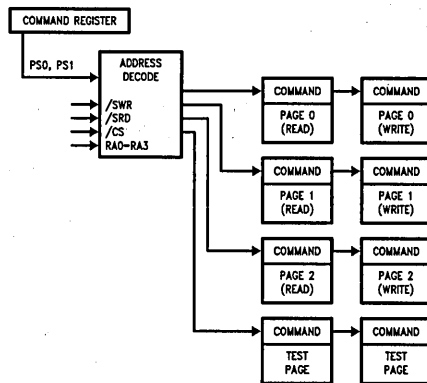 COMMAND REGISTER
PS0, PS1
ADDRESS
DECODE
/SWR
/SRD
/CS
RA0-RA3
COMMAND
PAGE 0
(READ)
COMMAND
PAGE 0
(WRITE)
COMMAND
PAGE 1
(READ)
COMMAND
PAGE 1
(WRITE)
COMMAND
PAGE 2
(READ)
COMMAND
PAGE 2
(WRITE)
COMMAND
TEST
PAGE
COMMAND
TEST
PAGE